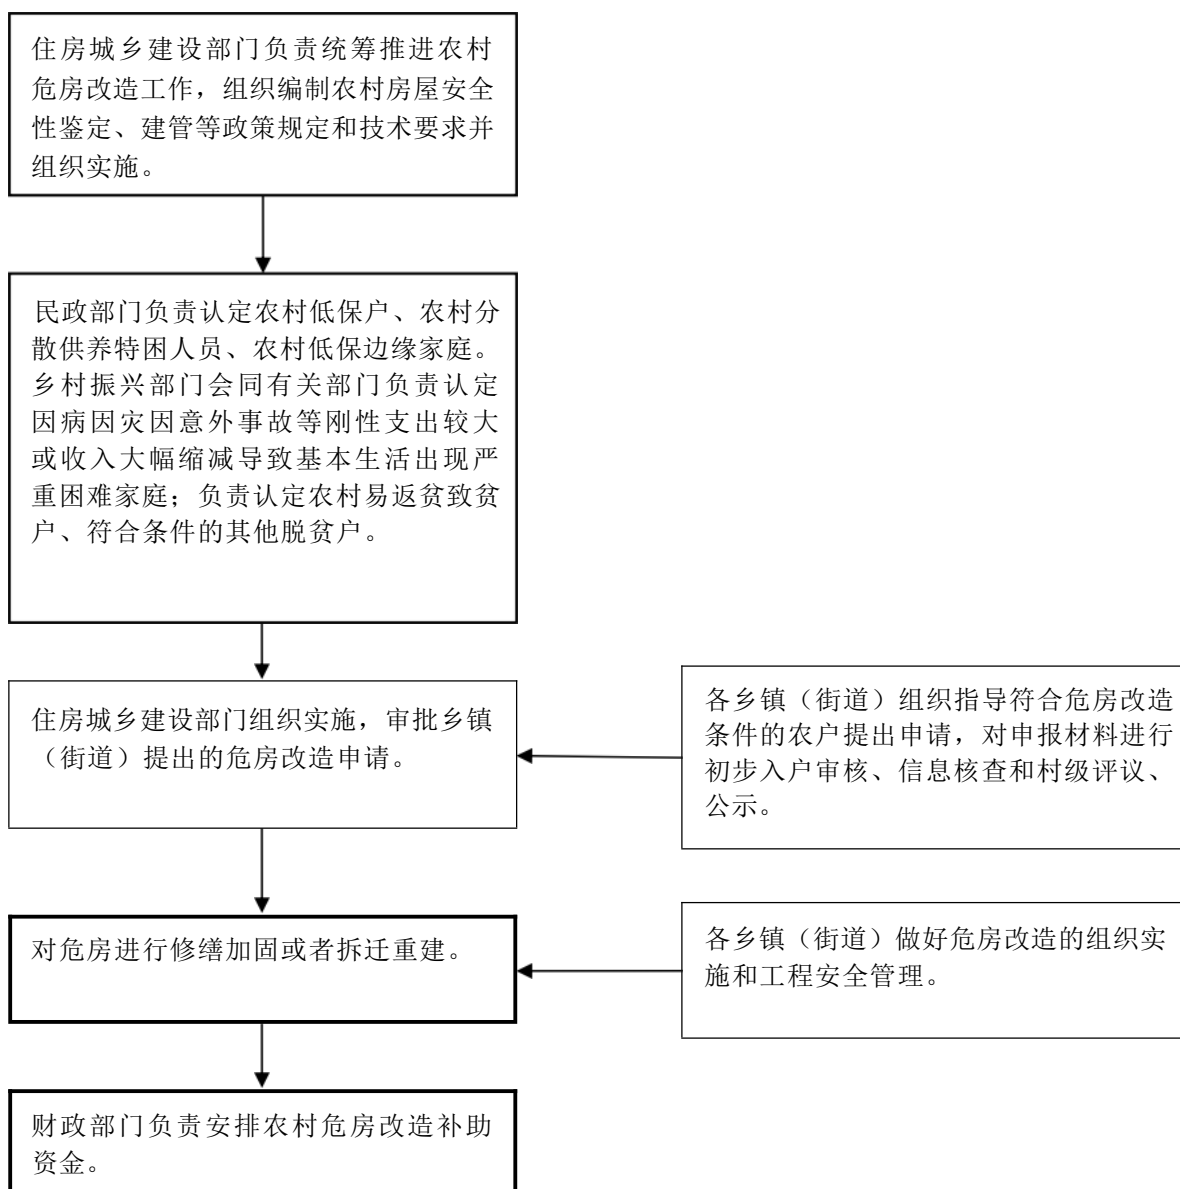 住房城乡建设部门负责统筹推进农村
危房改造工作，组织编制农村房屋安全
性鉴定、建管等政策规定和技术要求并
组织实施。
民政部门负责认定农村低保户、农村分
散供养特困人员、农村低保边缘家庭。
乡村振兴部门会同有关部门负责认定
因病因灾因意外事故等刚性支出较大
或收入大幅缩减导致基本生活出现严
重困难家庭；负责认定农村易返贫致贫
户、符合条件的其他脱贫户。
住房城乡建设部门组织实施，审批乡镇
（街道）提出的危房改造申请。
各乡镇（街道）组织指导符合危房改造
条件的农户提出申请，对申报材料进行
初步入户审核、信息核查和村级评议、
公示。
对危房进行修缮加固或者拆迁重建。
各乡镇（街道）做好危房改造的组织实
施和工程安全管理。
财政部门负责安排农村危房改造补助
资金。